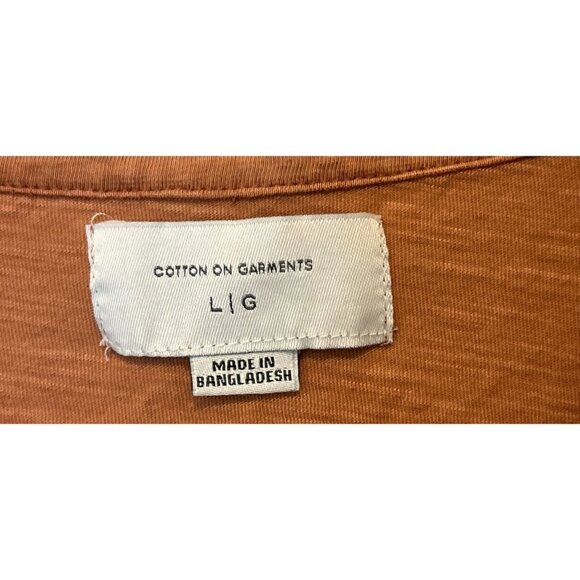 COTTON ON GARMENTS
L|G
MADE IN
BANGLADESH